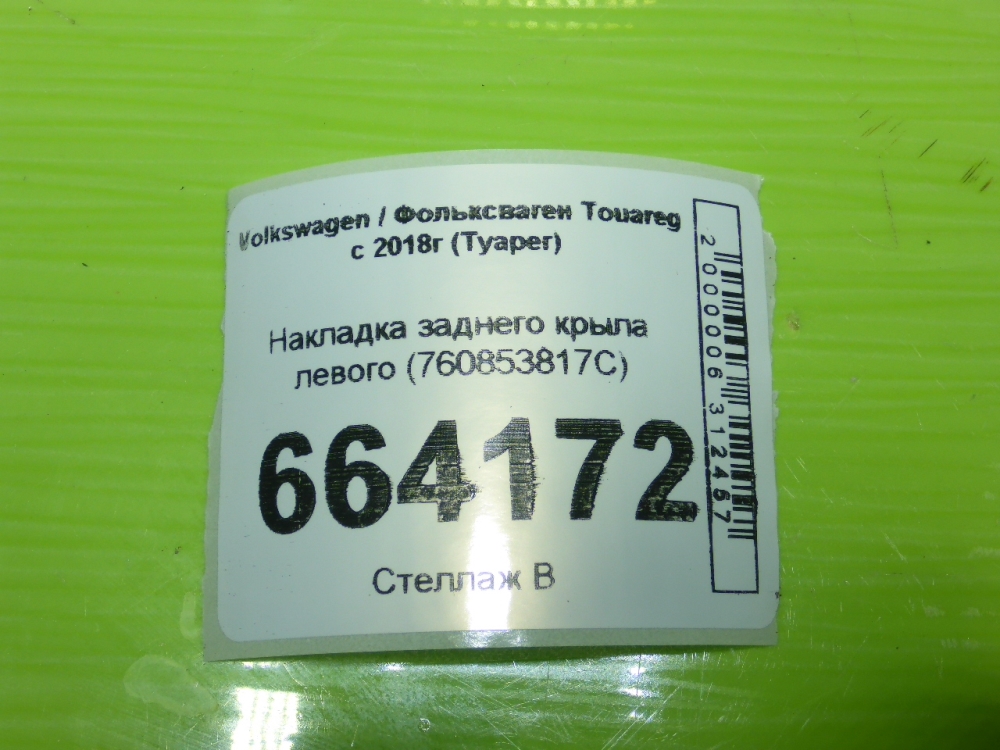 Volkswagen / Фольксваген Touareg
с 2018г (Туарег)
Накладка заднего крыла
левого (760853817C)
664172
Стеллаж В
2000006312467